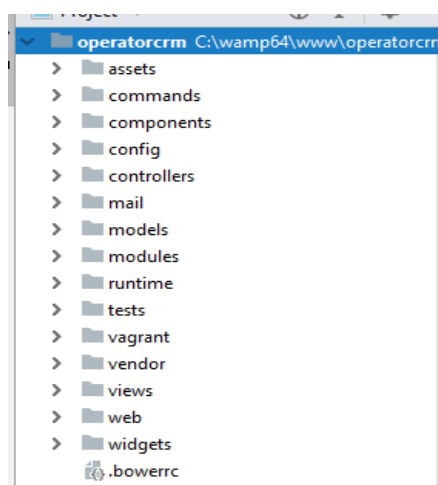 Project
operatorcrm C:\wamp64\www\operatorcrm
assets
commands
components
config
controllers
mail
models
modules
runtime
tests
vagrant
vendor
views
web
widgets
.bowerrc